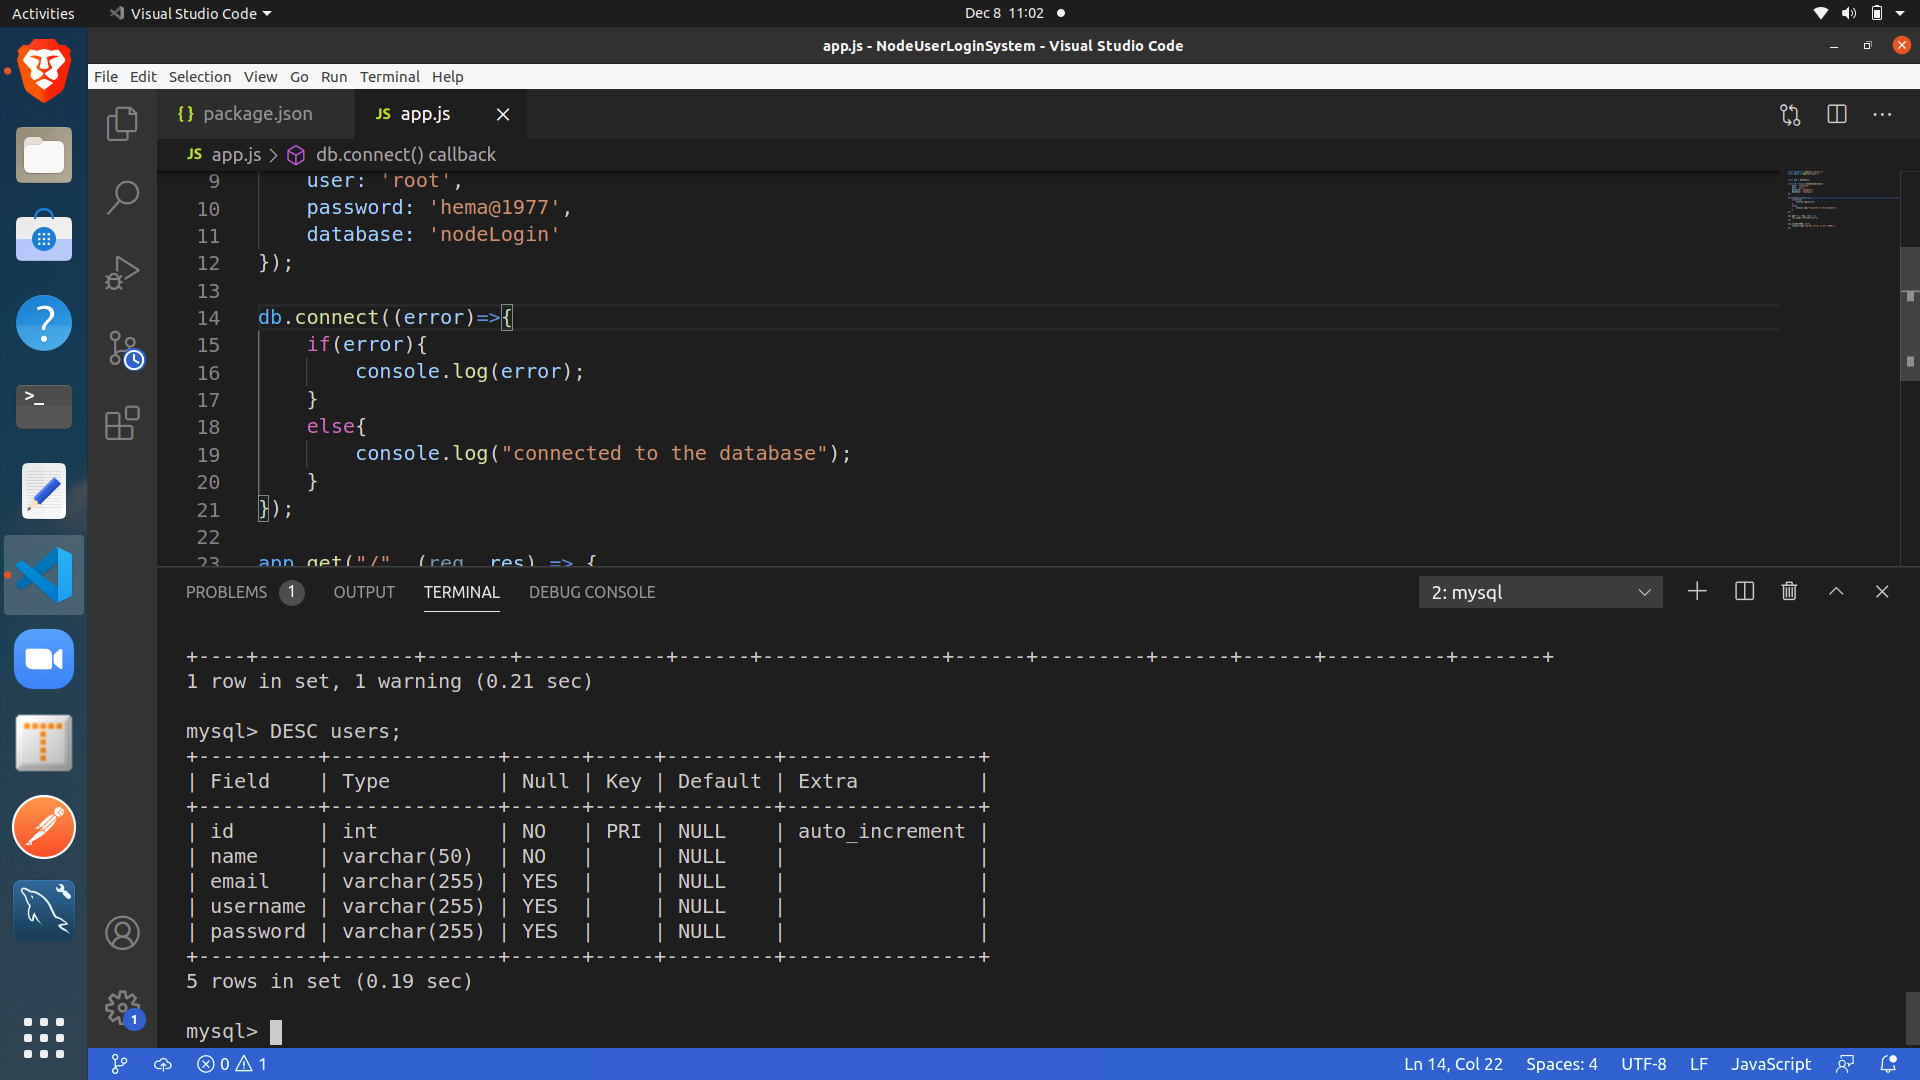 Activities
Visual Studio Code
Dec 8 11:02
app.js - NodeUserLoginSystem - Visual Studio Code
File Edit Selection View Go Run Terminal Help
{} package.json
JS app.js
JS app.js > db.connect() callback
9 user: 'root',
10 password: 'hema@1977',
11 database: 'nodeLogin'
12 });
13
14 db.connect((error)=>{
15 if(error){
16 console.log(error);
17 }
18 else{
19 console.log("connected to the database");
20 }
21 });
22
23 app.get("/", (req, res) => {
PROBLEMS 1 OUTPUT TERMINAL DEBUG CONSOLE
2: mysql
+----+-------------+-------+------------+------+---------------+------+---------+------+------+----------+-------+
1 row in set, 1 warning (0.21 sec)
mysql> DESC users;
+----------+--------------+------+-----+---------+----------------+
| Field    | Type         | Null | Key | Default | Extra          |
+----------+--------------+------+-----+---------+----------------+
| id       | int          | NO   | PRI | NULL    | auto_increment |
| name     | varchar(50)  | NO   |     | NULL    |                |
| email    | varchar(255) | YES  |     | NULL    |                |
| username | varchar(255) | YES  |     | NULL    |                |
| password | varchar(255) | YES  |     | NULL    |                |
+----------+--------------+------+-----+---------+----------------+
5 rows in set (0.19 sec)
mysql>
1
0 1
Ln 14, Col 22 Spaces: 4 UTF-8 LF JavaScript